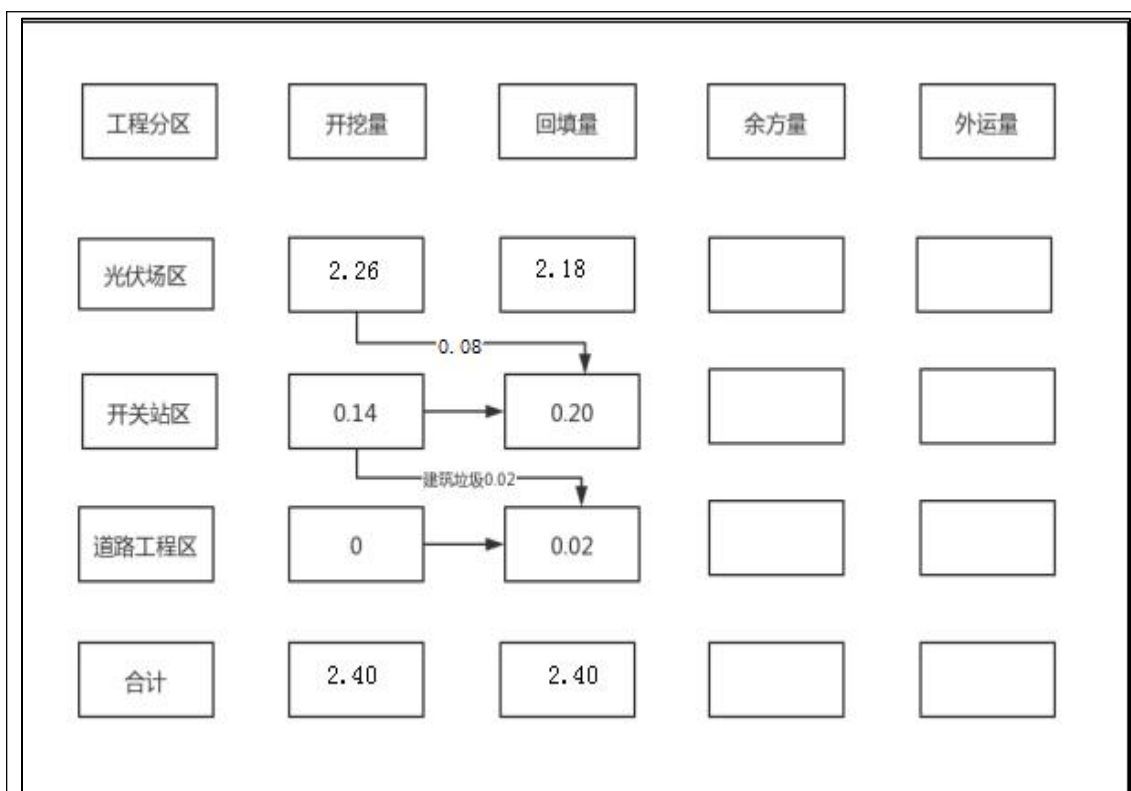 工程分区 开挖量 回填量 余方量 外运量
光伏场区 2.26 2.18
0.08
开关站区 0.14 0.20
建筑垃圾0.02
道路工程区 0 0.02
合计 2.40 2.40